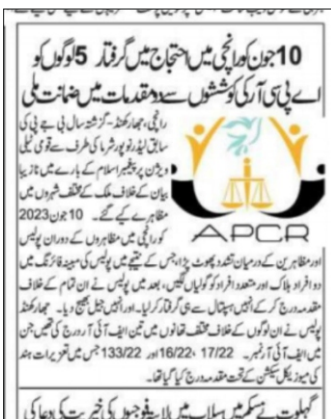 10 جون کو رانچی میں احتجاج میں گرفتار 5 لوگوں کو
اے پی سی آر کی کوششوں سے دو مقدمات میں ضمانت ملی
رانچی، جھارکھنڈ۔ گزشتہ سال بی جے پی کی
سابق لیڈر نوپور شرما کی طرف سے قومی ٹیلی
ویژن پر پیغمبر اسلام کے بارے میں نازیبا
بیان کے خلاف ملک کے مختلف شہروں میں
مظاہرے کیے گئے۔ 10 جون 2023
کو رانچی میں مظاہروں کے دوران پولیس
APCR
اور مظاہرین کے درمیان تشدد پھوٹ پڑا، جس کے نتیجے میں پولیس کی مبینہ فائرنگ میں
دو افراد ہلاک اور متعدد افراد کو گولیاں لگیں، بعد میں پولیس نے ان تمام کے خلاف
مقدمہ درج کر کے انہیں ہسپتال سے ہی گرفتار کر لیا۔ اور انہیں جیل بھیج دیا۔ جھارکھنڈ
پولیس نے ان لوگوں کے خلاف مختلف تھانوں میں تین ایف آئی آر درج کی تھیں جن
میں ایف آئی آر نمبر۔ 17/22، 16/22 اور 133/22 جس میں تعزیرات ہند
کی میوزیکل سیکشن کے تحت مقدمہ درج کیا گیا تھا۔